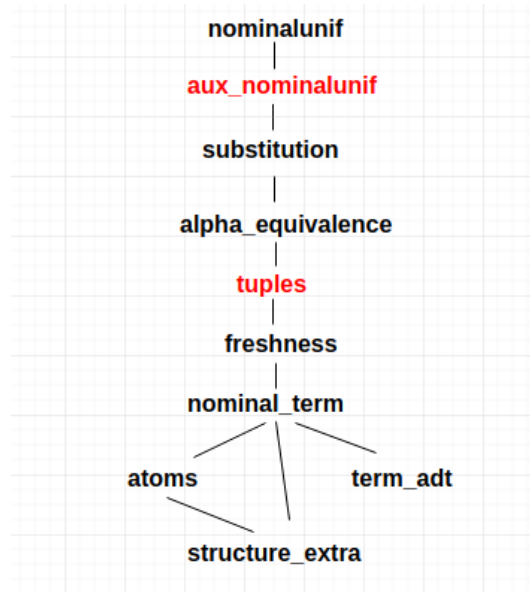 nominalunif
aux_nominalunif
substitution
alpha_equivalence
tuples
freshness
nominal_term
atoms term_adt
structure_extra